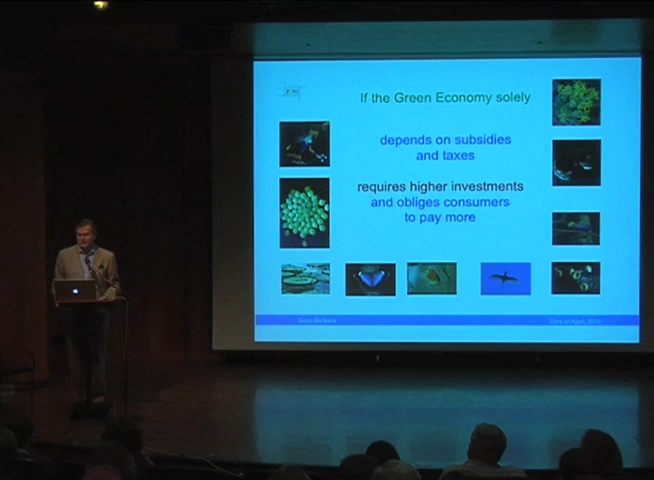 If the Green Economy solely
depends on subsidies
and taxes
requires higher investments
and obliges consumers
to pay more